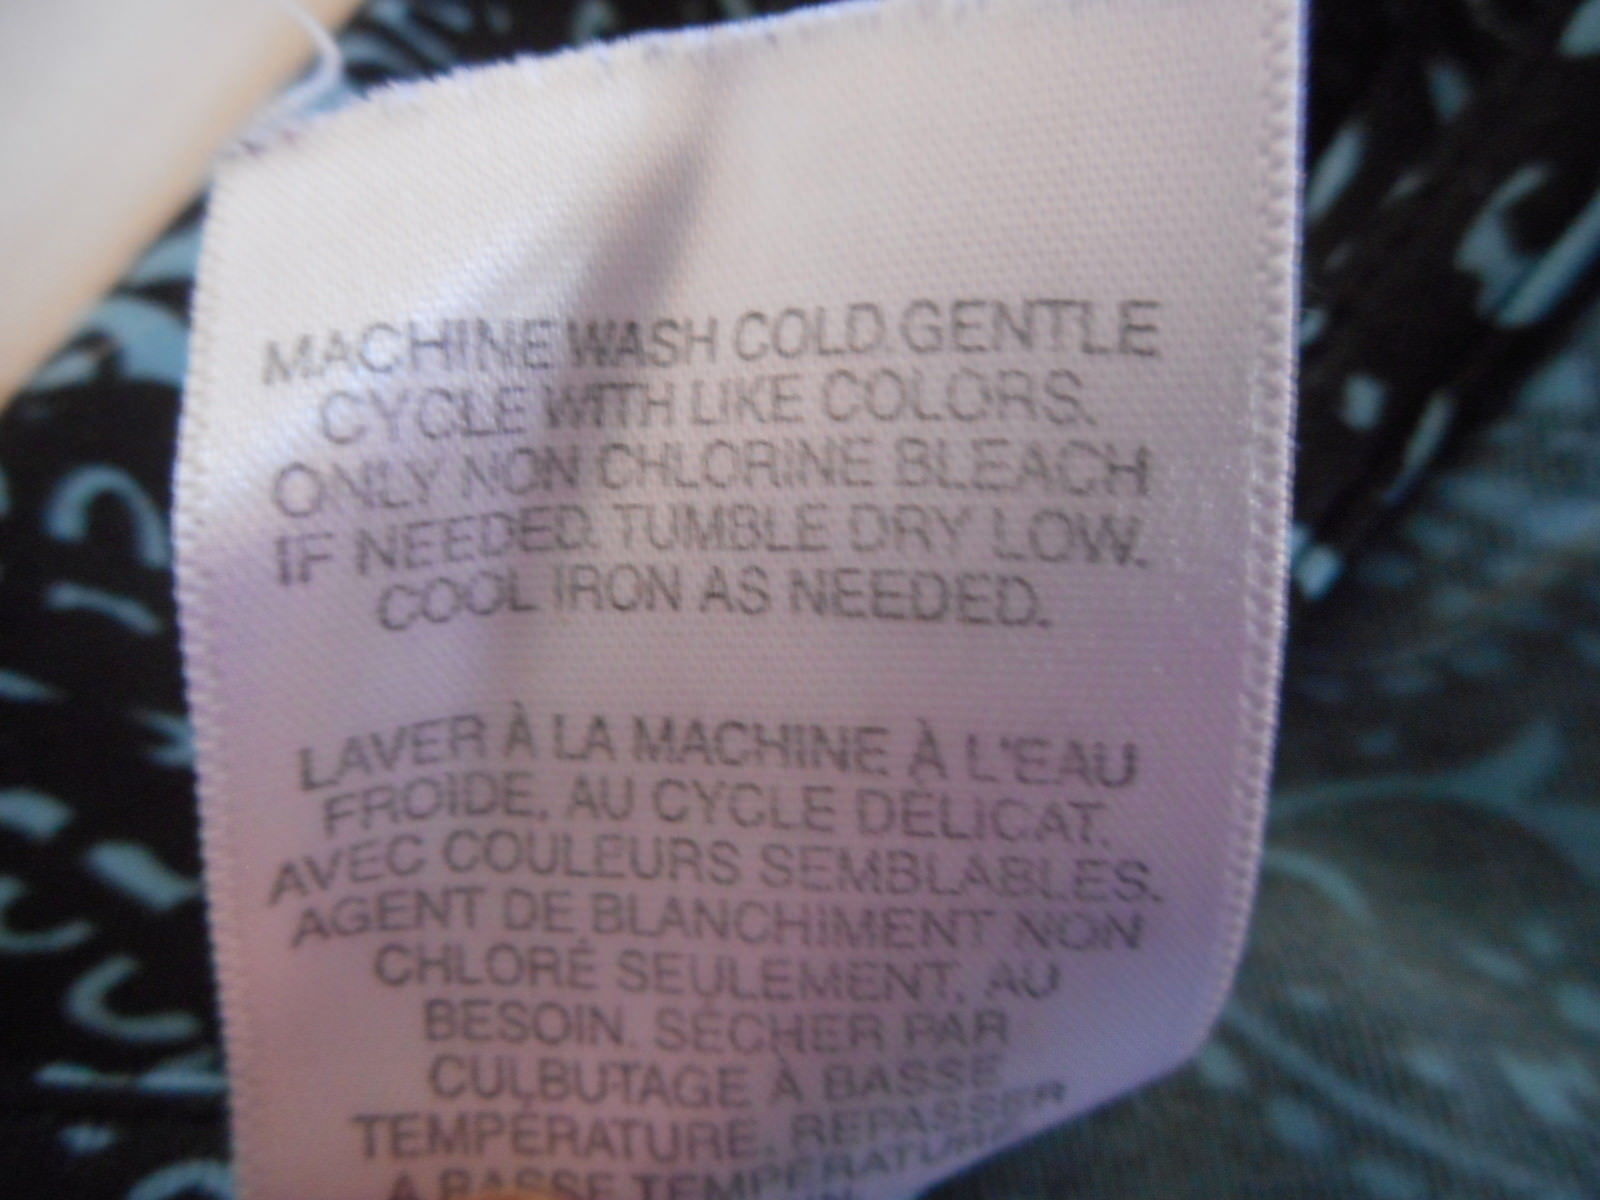 MACHINE WASH COLD. GENTLE
CYCLE WITH LIKE COLORS.
ONLY NON CHLORINE BLEACH
IF NEEDED. TUMBLE DRY LOW.
COOL IRON AS NEEDED.
LAVER À LA MACHINE À L'EAU
FROIDE, AU CYCLE DÉLICAT,
AVEC COULEURS SEMBLABLES.
AGENT DE BLANCHIMENT NON
CHLORÉ SEULEMENT, AU
BESOIN. SÉCHER PAR
CULBUTAGE À BASSE
TEMPÉRATURE. REPASSER
À BASSE TEMPÉRATURE